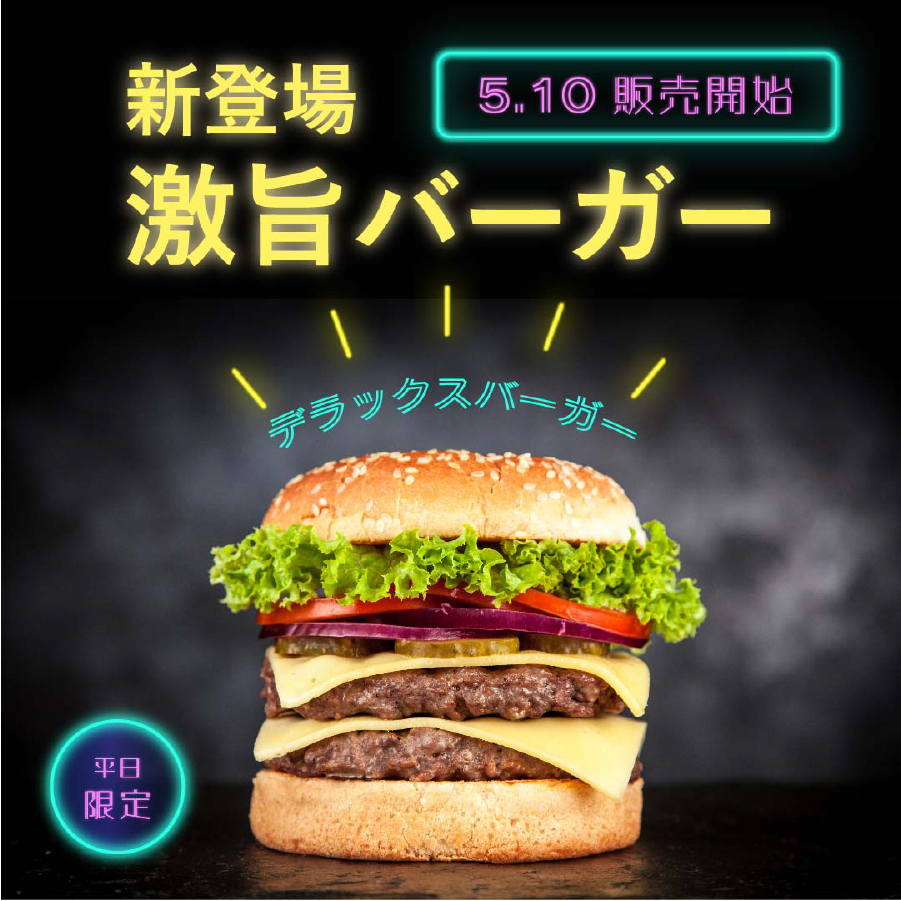 新登場
5.10 販売開始
激旨バーガー
デラックスバーガー
平日
限定